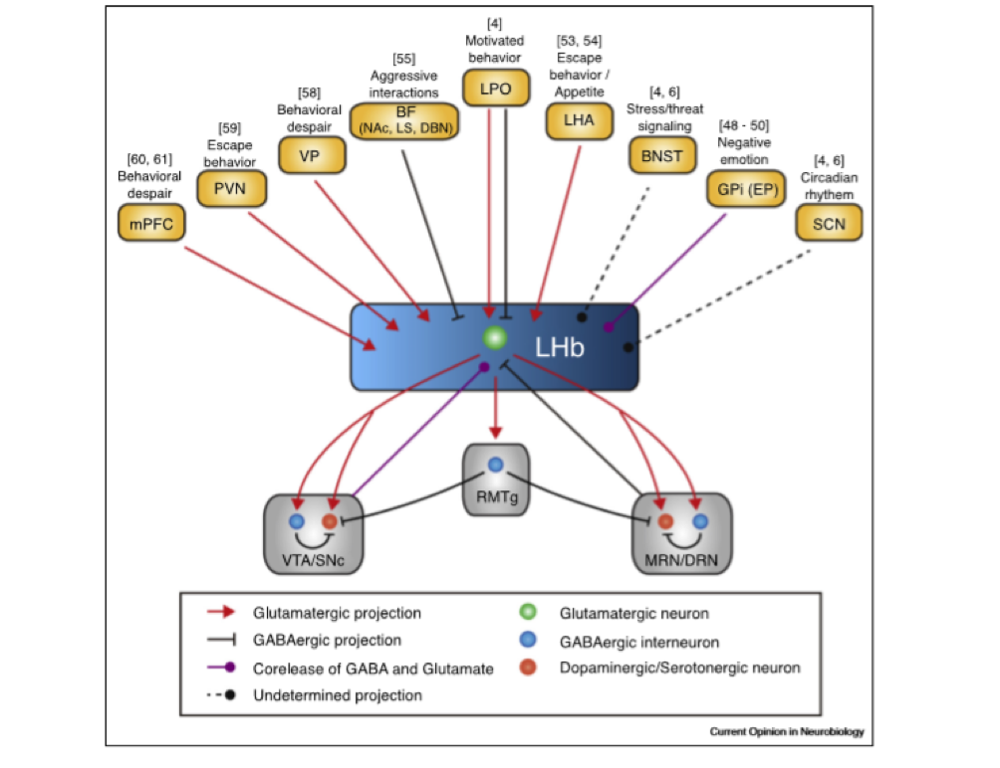 [4]
Motivated
behavior
LPO
[53, 54]
Escape
behavior /
Appetite
LHA
[55]
Aggressive
interactions
BF
(NAc, LS, DBN)
[4, 6]
Stress/threat
signaling
BNST
[58]
Behavioral
despair
VP
[48 - 50]
Negative
emotion
GPi (EP)
[59]
Escape
behavior
PVN
[60, 61]
Behavioral
despair
mPFC
[4, 6]
Circadian
rhythem
SCN
LHb
RMTg
VTA/SNc
MRN/DRN
Glutamatergic projection
GABAergic projection
Corelease of GABA and Glutamate
Undetermined projection
Glutamatergic neuron
GABAergic interneuron
Dopaminergic/Serotonergic neuron
Current Opinion in Neurobiology